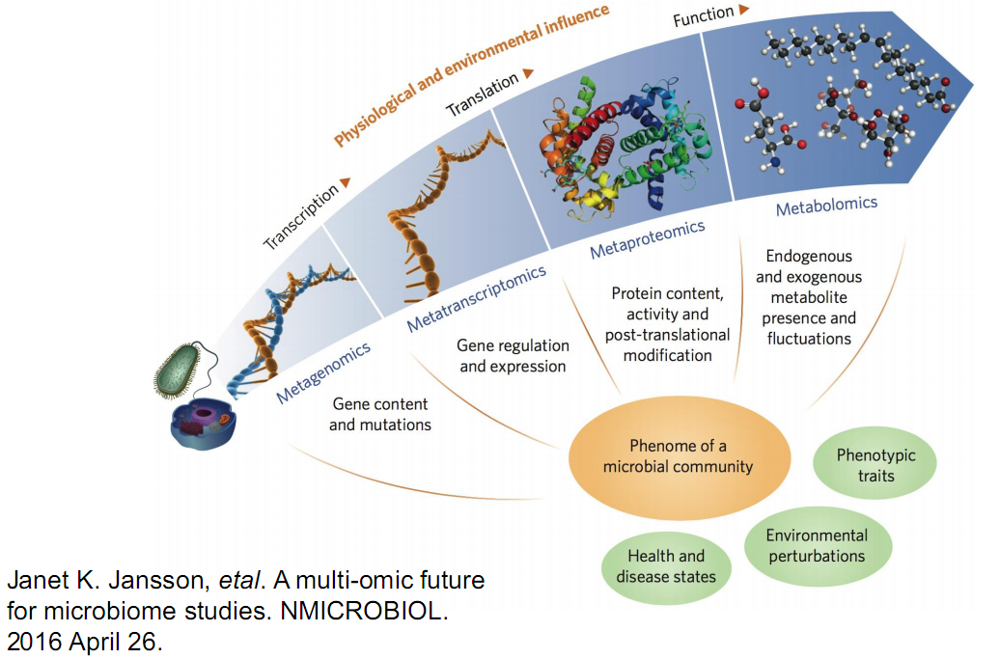 Physiological and environmental influence
Transcription
Translation
Function
Metagenomics
Metatranscriptomics
Metaproteomics
Metabolomics
Gene content
and mutations
Gene regulation
and expression
Protein content,
activity and
post-translational
modification
Endogenous
and exogenous
metabolite
presence and
fluctuations
Phenome of a
microbial community
Phenotypic
traits
Environmental
perturbations
Health and
disease states
Janet K. Jansson, etal. A multi-omic future
for microbiome studies. NMICROBIOL.
2016 April 26.